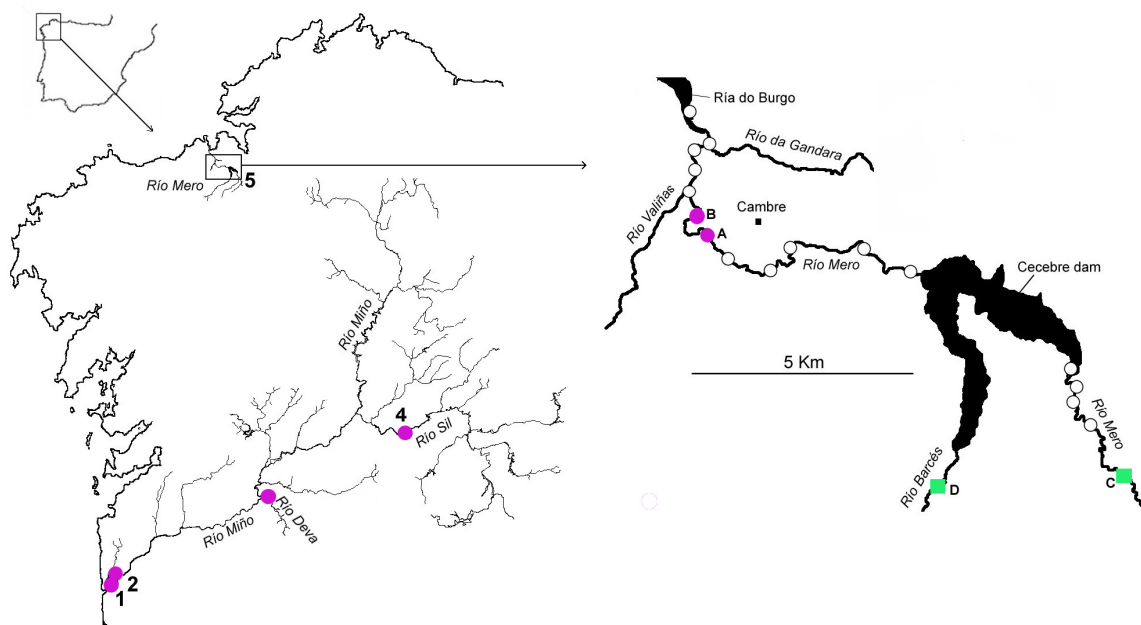 Río Mero
5
Río Miño
4
Río Sil
Río Deva
Río Miño
2
1
Ría do Burgo
Río da Gandara
Río Valiñas
B
Cambre
A
Río Mero
Cecebre dam
5 Km
Río Mero
Río Barcés
D
C